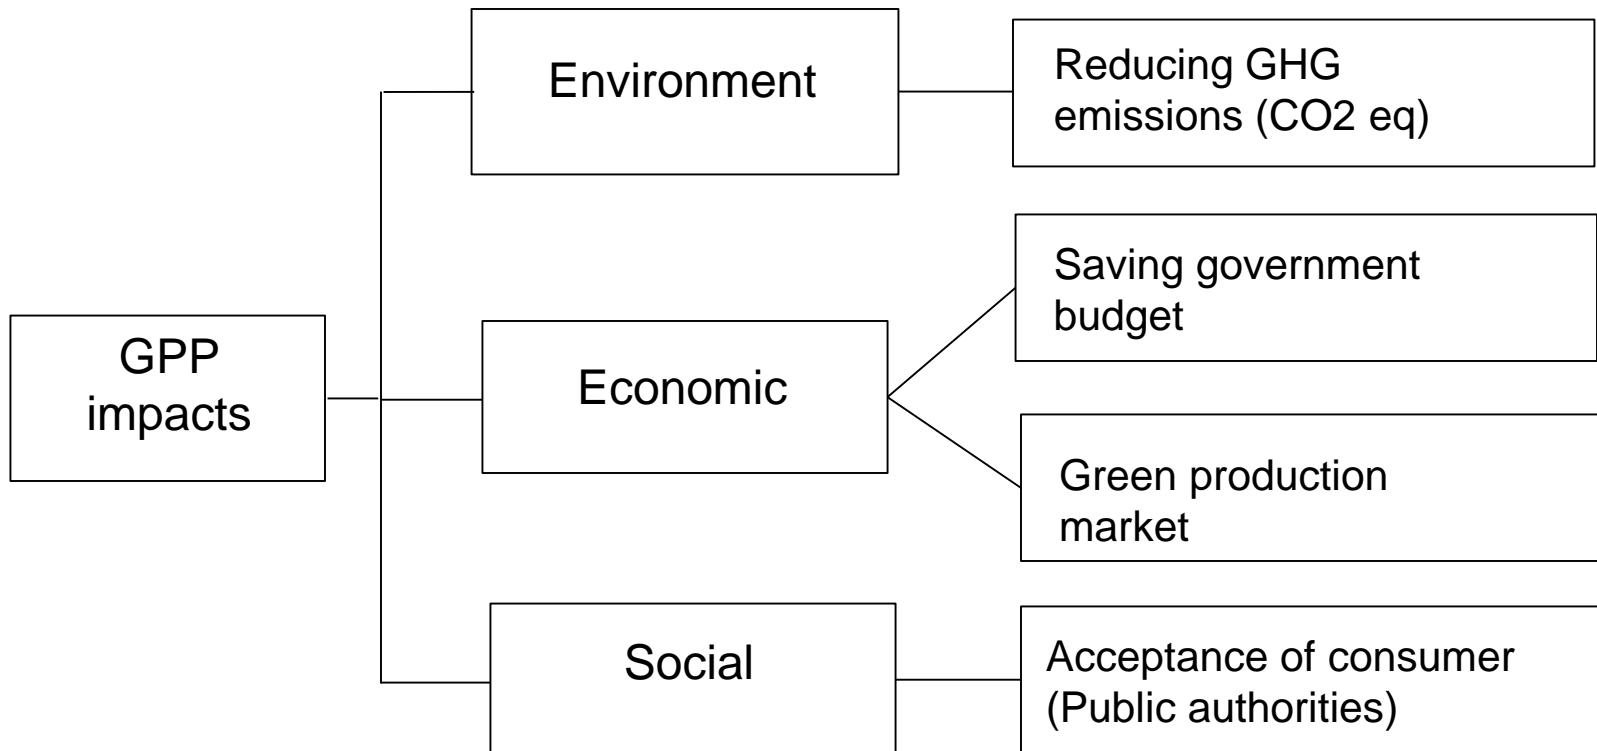 Environment
Reducing GHG
emissions (CO2 eq)
Saving government
budget
GPP
impacts
Economic
Green production
market
Social
Acceptance of consumer
(Public authorities)